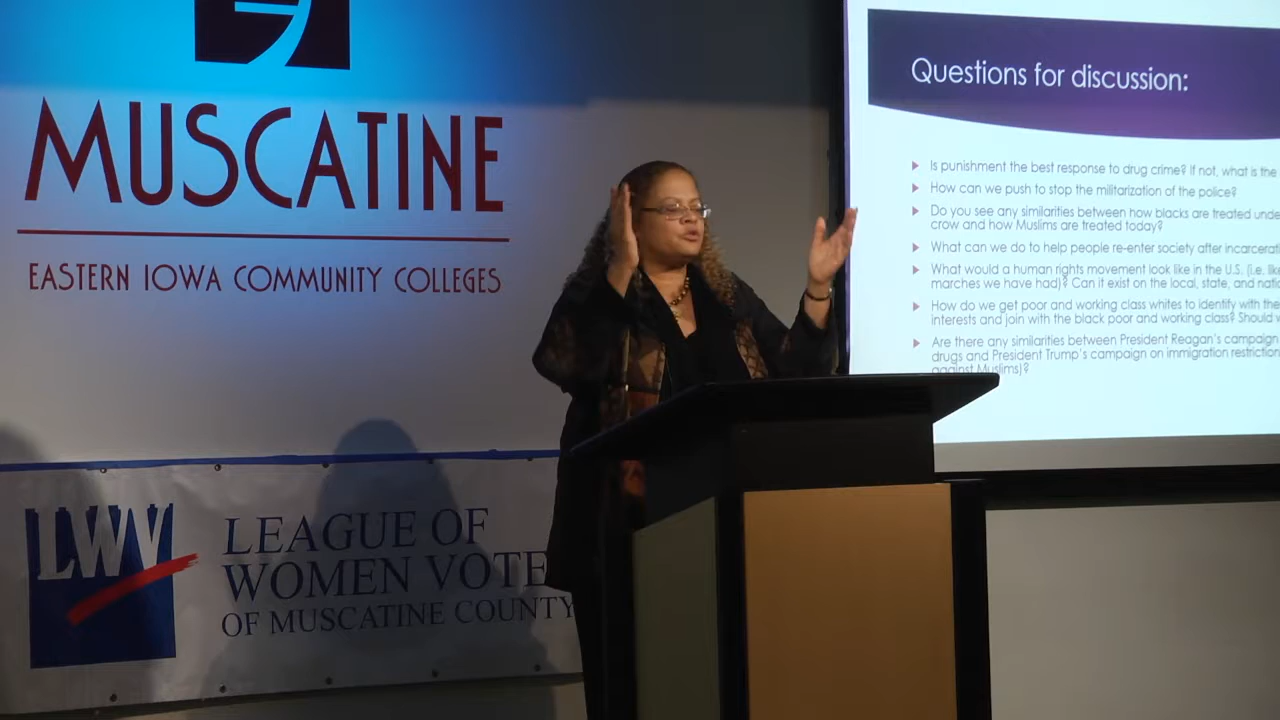 MUSCATINE
EASTERN IOWA COMMUNITY COLLEGES
LWV
LEAGUE OF
WOMEN VOTE
OF MUSCATINE COUNTY
Questions for discussion:
Is punishment the best response to drug crime? If not, what is the
How can we push to stop the militarization of the police?
Do you see any similarities between how blacks are treated unde
crow and how Muslims are treated today?
What can we do to help people re-enter society after incarcerati
What would a human rights movement look like in the U.S. (i.e. lik
marches we have had)? Can it exist on the local, state, and natio
How do we get poor and working class whites to identify with the
interests and join with the black poor and working class? Should w
Are there any similarities between President Reagan's campaign
drugs and President Trump's campaign on immigration restriction
against Muslims)?